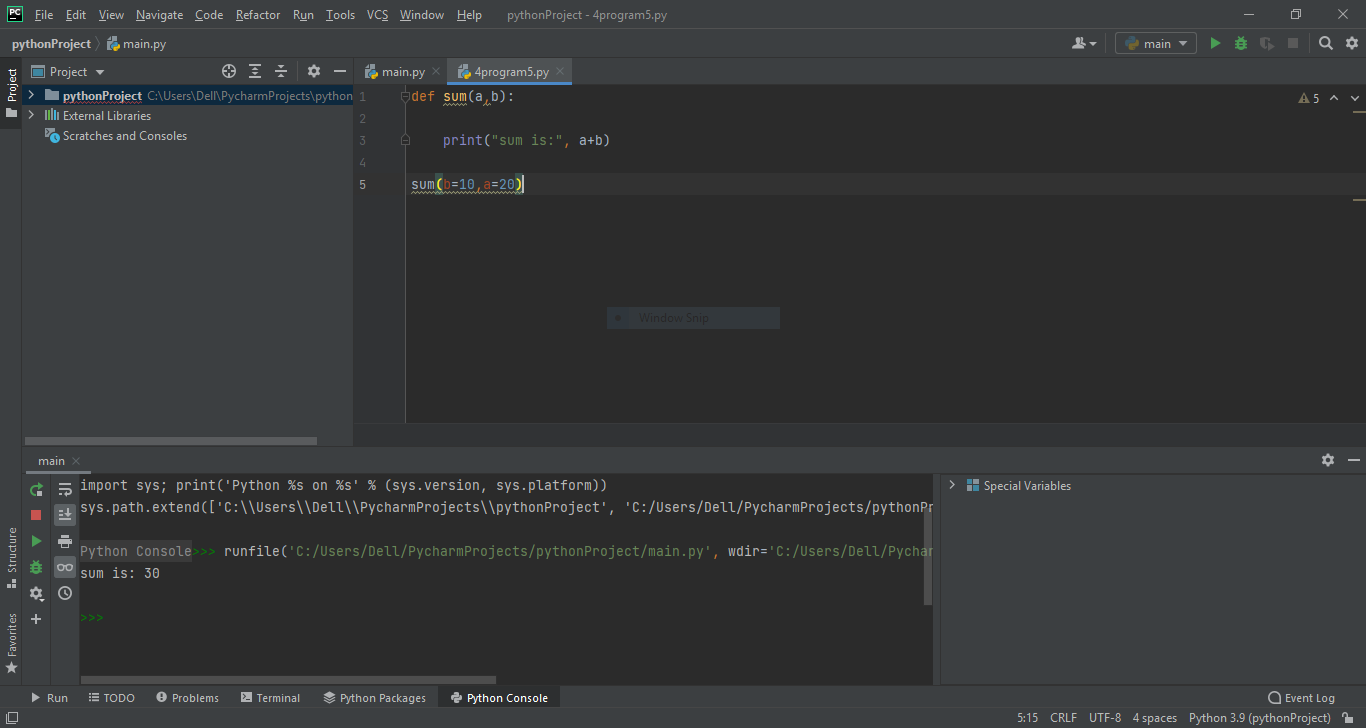 PC File Edit View Navigate Code Refactor Run Tools VCS Window Help pythonProject - 4program5.py
pythonProject main.py main
Project Project main.py 4program5.py
pythonProject C:\Users\Dell\PycharmProjects\python
External Libraries
Scratches and Consoles
1 def sum(a,b): 5
2
3 print("sum is:", a+b)
4
5 sum(b=10,a=20)
Window Snip
main
import sys; print('Python %s on %s' % (sys.version, sys.platform))
sys.path.extend(['C:\\Users\\Dell\\PycharmProjects\\pythonProject', 'C:/Users/Dell/PycharmProjects/pythonPr
Python Console>>> runfile('C:/Users/Dell/PycharmProjects/pythonProject/main.py', wdir='C:/Users/Dell/Pychar
sum is: 30
>>>
Special Variables
Structure
Favorites
Run TODO Problems Terminal Python Packages Python Console Event Log
5:15 CRLF UTF-8 4 spaces Python 3.9 (pythonProject)